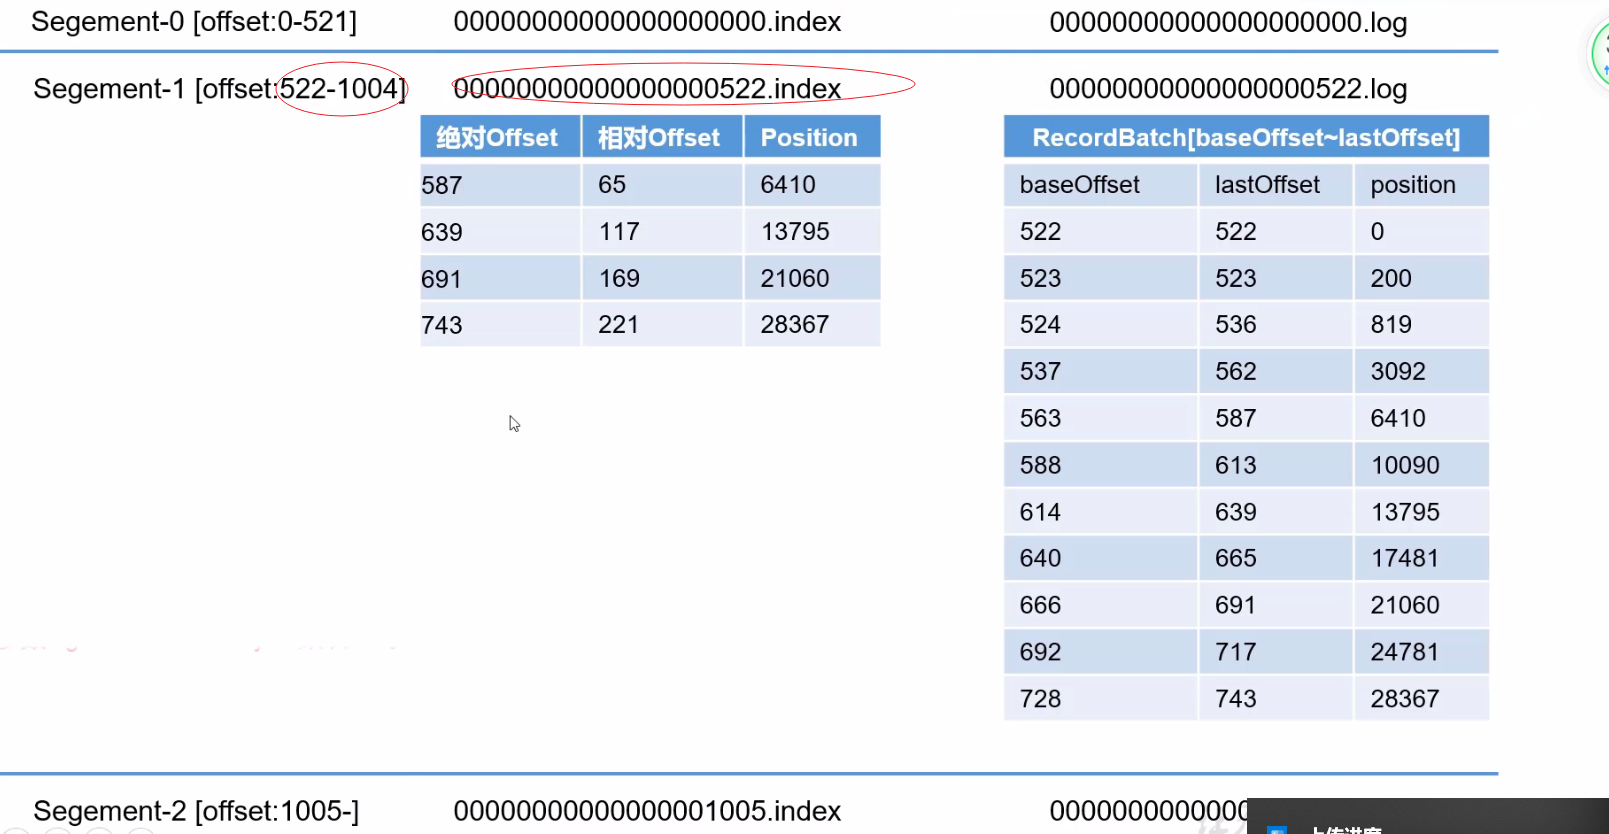 Segement-0 [offset:0-521] 00000000000000000000.index 00000000000000000000.log
Segement-1 [offset:522-1004] 00000000000000000522.index 00000000000000000522.log
绝对Offset 相对Offset Position
587 65 6410
639 117 13795
691 169 21060
743 221 28367
RecordBatch[baseOffset~lastOffset]
baseOffset lastOffset position
522 522 0
523 523 200
524 536 819
537 562 3092
563 587 6410
588 613 10090
614 639 13795
640 665 17481
666 691 21060
692 717 24781
728 743 28367
Segement-2 [offset:1005-] 00000000000000001005.index 0000000000000
上传进度